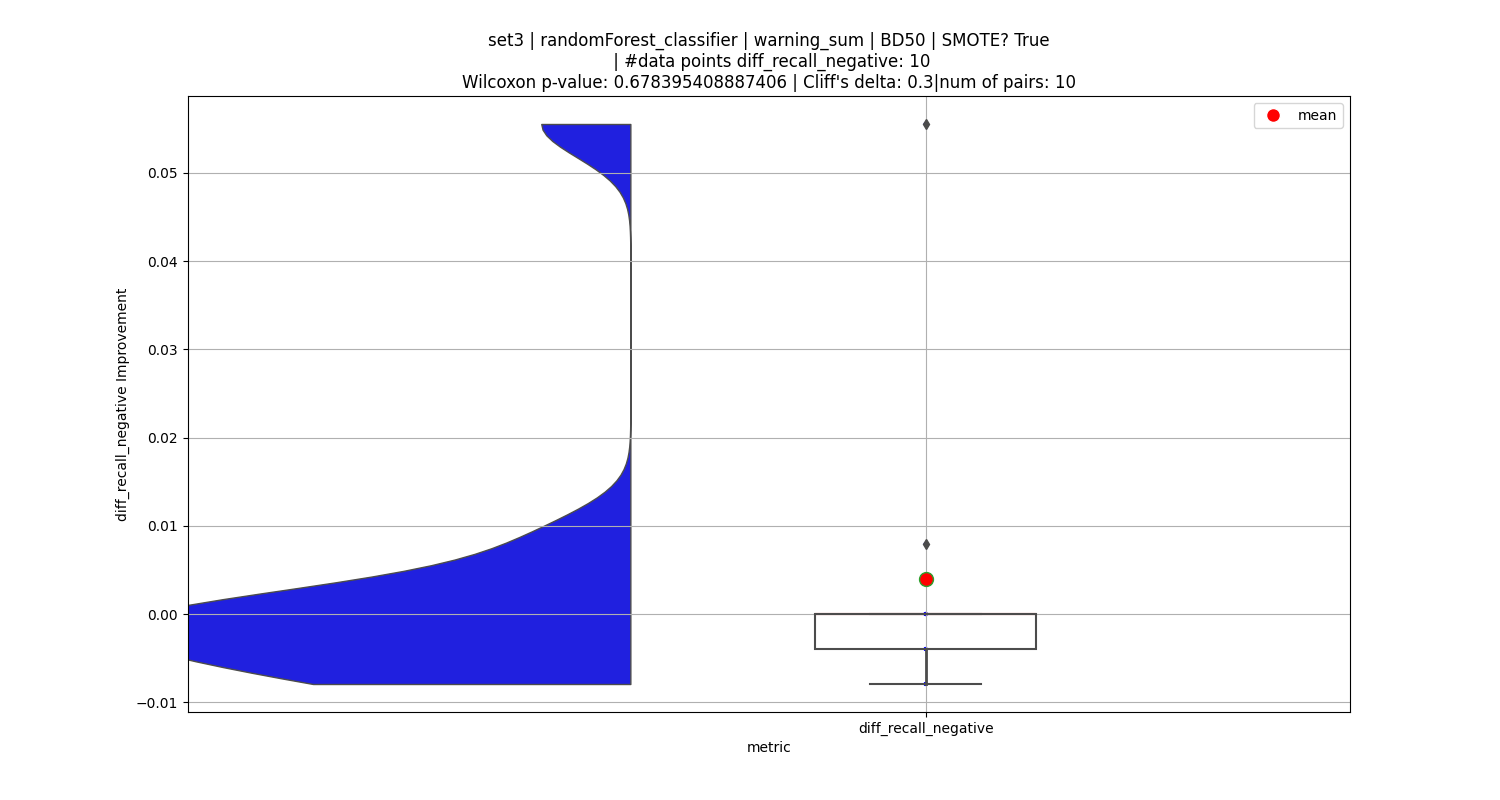 set3 | randomForest_classifier | warning_sum | BD50 | SMOTE? True
| #data points diff_recall_negative: 10
Wilcoxon p-value: 0.678395408887406 | Cliff's delta: 0.3|num of pairs: 10
mean
0.05
0.04
0.03
0.02
0.01
0.00
−0.01
diff_recall_negative Improvement
diff_recall_negative
metric